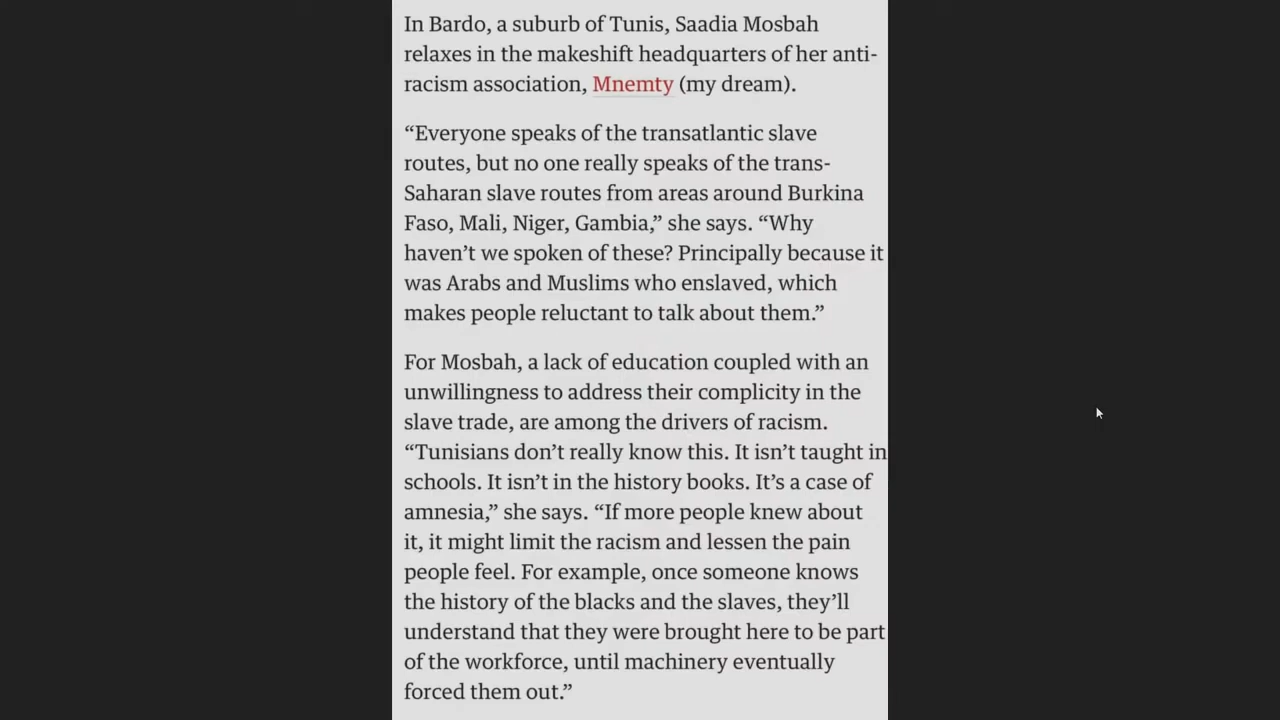 In Bardo, a suburb of Tunis, Saadia Mosbah
relaxes in the makeshift headquarters of her anti-
racism association, Mnemty (my dream).
“Everyone speaks of the transatlantic slave
routes, but no one really speaks of the trans-
Saharan slave routes from areas around Burkina
Faso, Mali, Niger, Gambia,” she says. “Why
haven’t we spoken of these? Principally because it
was Arabs and Muslims who enslaved, which
makes people reluctant to talk about them.”
For Mosbah, a lack of education coupled with an
unwillingness to address their complicity in the
slave trade, are among the drivers of racism.
“Tunisians don’t really know this. It isn’t taught in
schools. It isn’t in the history books. It’s a case of
amnesia,” she says. “If more people knew about
it, it might limit the racism and lessen the pain
people feel. For example, once someone knows
the history of the blacks and the slaves, they’ll
understand that they were brought here to be part
of the workforce, until machinery eventually
forced them out.”